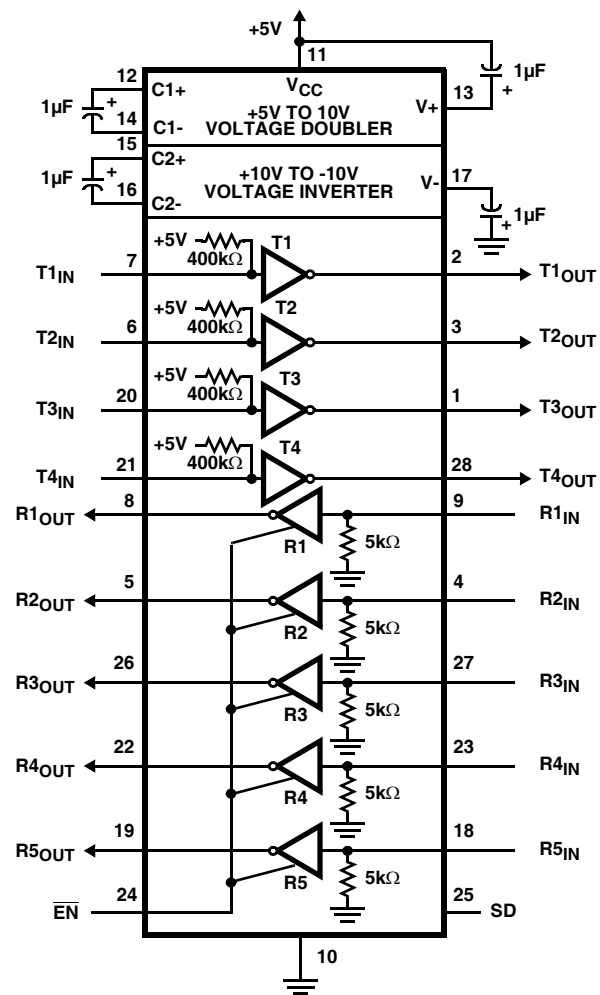 +5V
11
12
1µF
+
14
C1+
C1-
VCC
+5V TO 10V
VOLTAGE DOUBLER
V+
13
1µF
+
15
1µF
+
16
C2+
C2-
+10V TO -10V
VOLTAGE INVERTER
V-
17
1µF
+
T1IN
7
+5V
400kΩ
T1
2
T1OUT
T2IN
6
+5V
400kΩ
T2
3
T2OUT
T3IN
20
+5V
400kΩ
T3
1
T3OUT
T4IN
21
+5V
400kΩ
T4
28
T4OUT
R1OUT
8
R1
5kΩ
9
R1IN
R2OUT
5
R2
5kΩ
4
R2IN
R3OUT
26
R3
5kΩ
27
R3IN
R4OUT
22
R4
5kΩ
23
R4IN
R5OUT
19
R5
5kΩ
18
R5IN
24
EN
25
SD
10